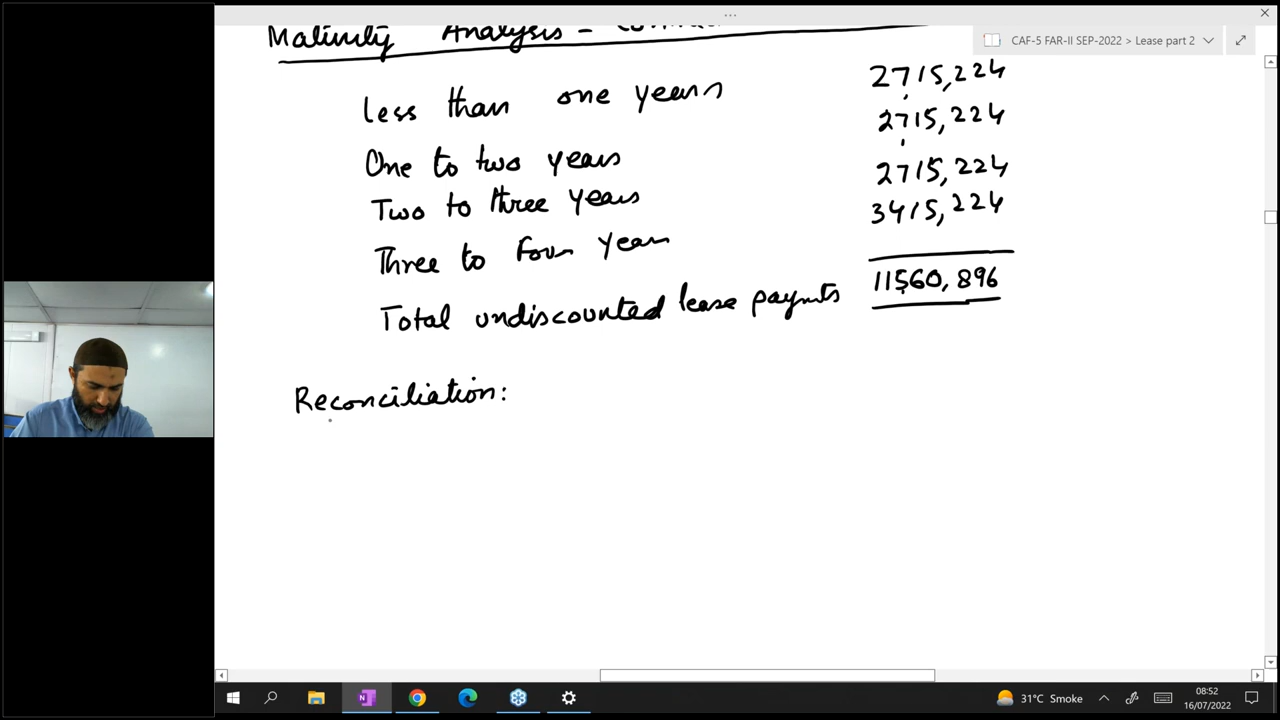 CAF-5 FAR-II SEP-2022 > Lease part 2
Maturity Analysis -
2715,224
less than one years 2715,224
One to two years 2715,224
Two to three years 3415,224
Three to Four years
Total undiscounted lease paymnts 11560,896
Reconciliation:
31°C Smoke
08:52
16/07/2022